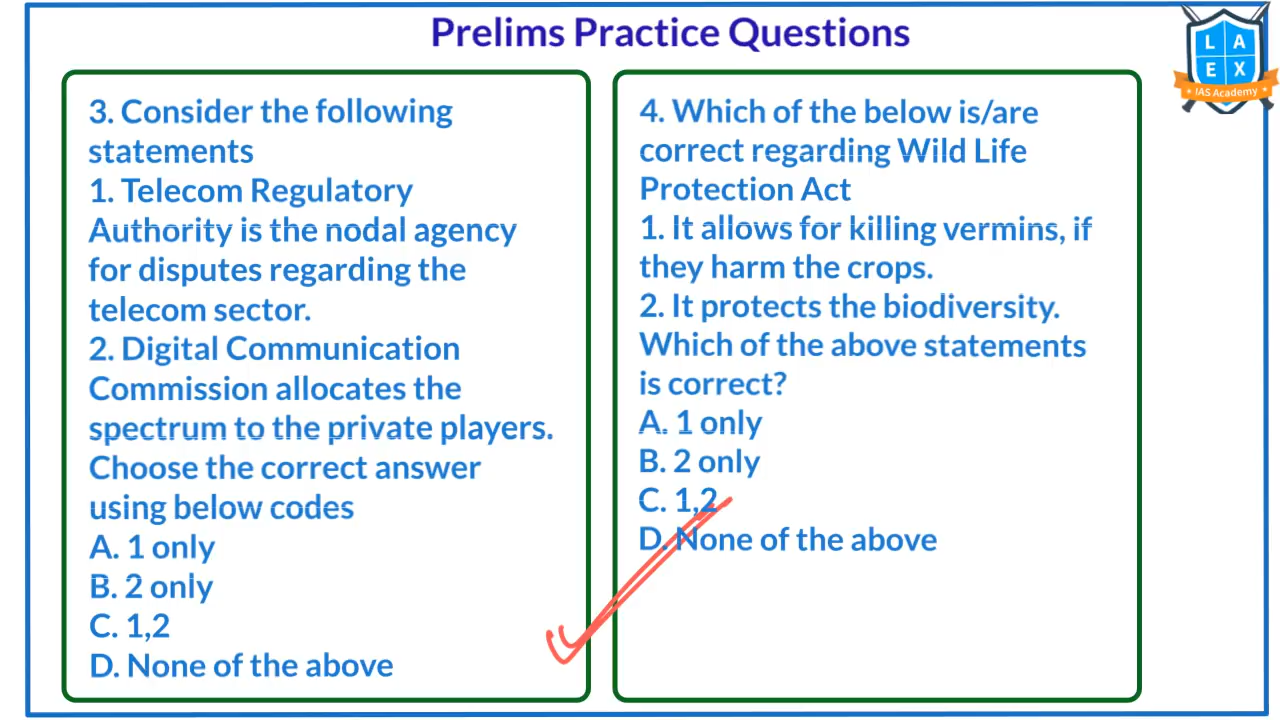 Prelims Practice Questions
L A
E X
IAS Academy
3. Consider the following
statements
1. Telecom Regulatory
Authority is the nodal agency
for disputes regarding the
telecom sector.
2. Digital Communication
Commission allocates the
spectrum to the private players.
Choose the correct answer
using below codes
A. 1 only
B. 2 only
C. 1,2
D. None of the above
4. Which of the below is/are
correct regarding Wild Life
Protection Act
1. It allows for killing vermins, if
they harm the crops.
2. It protects the biodiversity.
Which of the above statements
is correct?
A. 1 only
B. 2 only
C. 1,2
D. None of the above